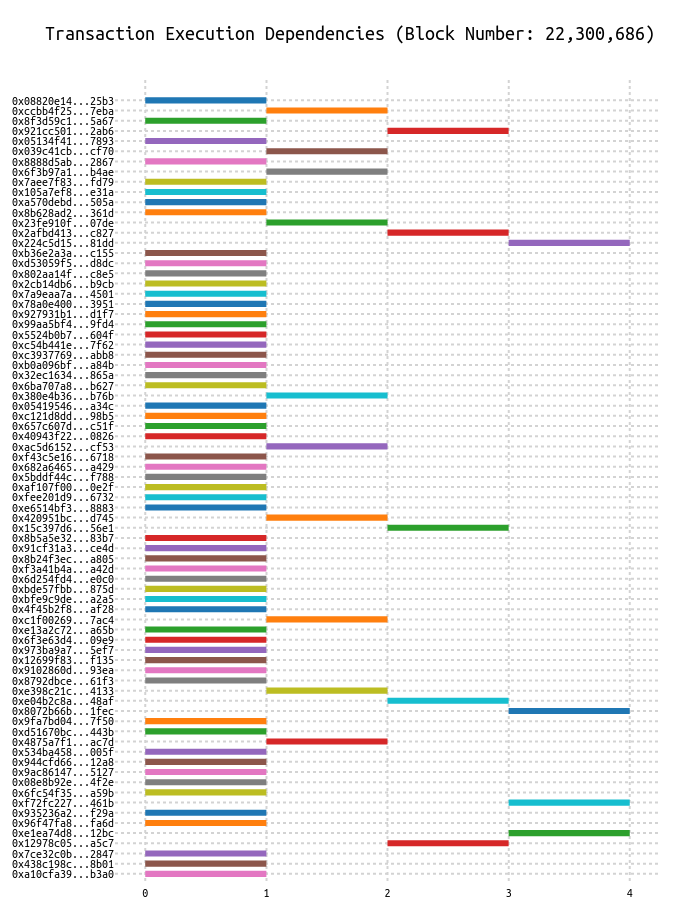 Transaction Execution Dependencies (Block Number: 22,300,686)
0x08820e14...25b3
0xccbb4f25...7eba
0x8f3d59c1...5a67
0x921cc501...2ab6
0x05134f41...7893
0x039c41cb...cf70
0x8888d5ab...2867
0x6f3b97a1...b4ae
0x7aee7f83...fd79
0x105a7ef8...e31a
0xa570debd...505a
0x8b628ad2...361d
0x23fe910f...07de
0x2afbd413...c827
0x224c5d15...81dd
0xb36e2a3a...c155
0xd53059f5...d8dc
0x802aa14f...c8e5
0x2cb14db6...b9cb
0x7a9eaa7a...4501
0x78a0e400...3951
0x927931b1...d1f7
0x99aa5bf4...9fd4
0x5524b0b7...604f
0xc54b441e...7f62
0xc3937769...abb8
0xb0a096bf...a84b
0x32ec1634...865a
0x6ba707a8...b627
0x380e4b36...b76b
0x05419546...a34c
0xc121d8dd...98b5
0x657c607d...c51f
0x40943f22...0826
0xac5d6152...cf53
0xf43c5e16...6718
0x682a6465...a429
0x5bddf44c...f788
0xaf107f00...0e2f
0xfee201d9...6732
0xe6514bf3...8883
0x420951bc...d745
0x15c397d6...56e1
0x8b5a5e32...83b7
0x91cf31a3...ce4d
0x8b24f3ec...a805
0xf3a41b4a...a42d
0x6d254fd4...e0c0
0xbde57fbb...875d
0xbfe9c9de...a2a5
0x4f45b2f8...af28
0xc1f00269...7ac4
0xe13a2c72...a65b
0x6f3e63d4...09e9
0x973ba9a7...5ef7
0x12699f83...f135
0x9102860d...93ea
0x8792dbce...61f3
0xe398c21c...4133
0xe04b2c8a...48af
0x8072b66b...1fec
0x9fa7bd04...7f50
0xd51670bc...443b
0x4875a7f1...ac7d
0x534ba458...005f
0x944cfd66...12a8
0x9ac86147...5127
0x08e8b92e...4f2e
0x6fc54f35...a59b
0xf72fc227...461b
0x935236a2...f29a
0x96f47fa8...fa6d
0xe1ea74d8...12bc
0x12978c05...a5c7
0x7ce32c0b...2847
0x438c198c...8b01
0xa10cfa39...b3a0
0 1 2 3 4